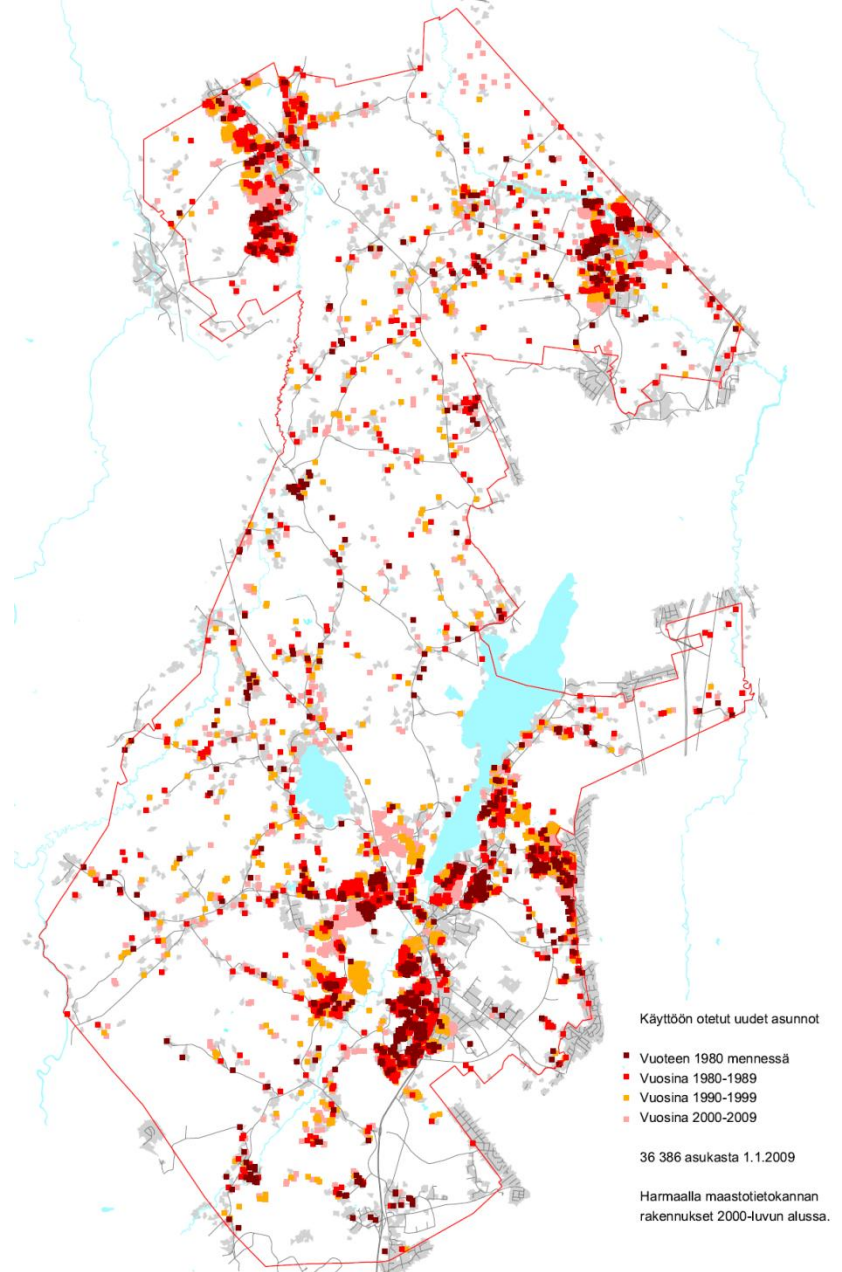 Käyttöön otetut uudet asunnot
Vuoteen 1980 mennessä
Vuosina 1980-1989
Vuosina 1990-1999
Vuosina 2000-2009
36 386 asukasta 1.1.2009
Harmaalla maastotietokannan
rakennukset 2000-luvun alussa.